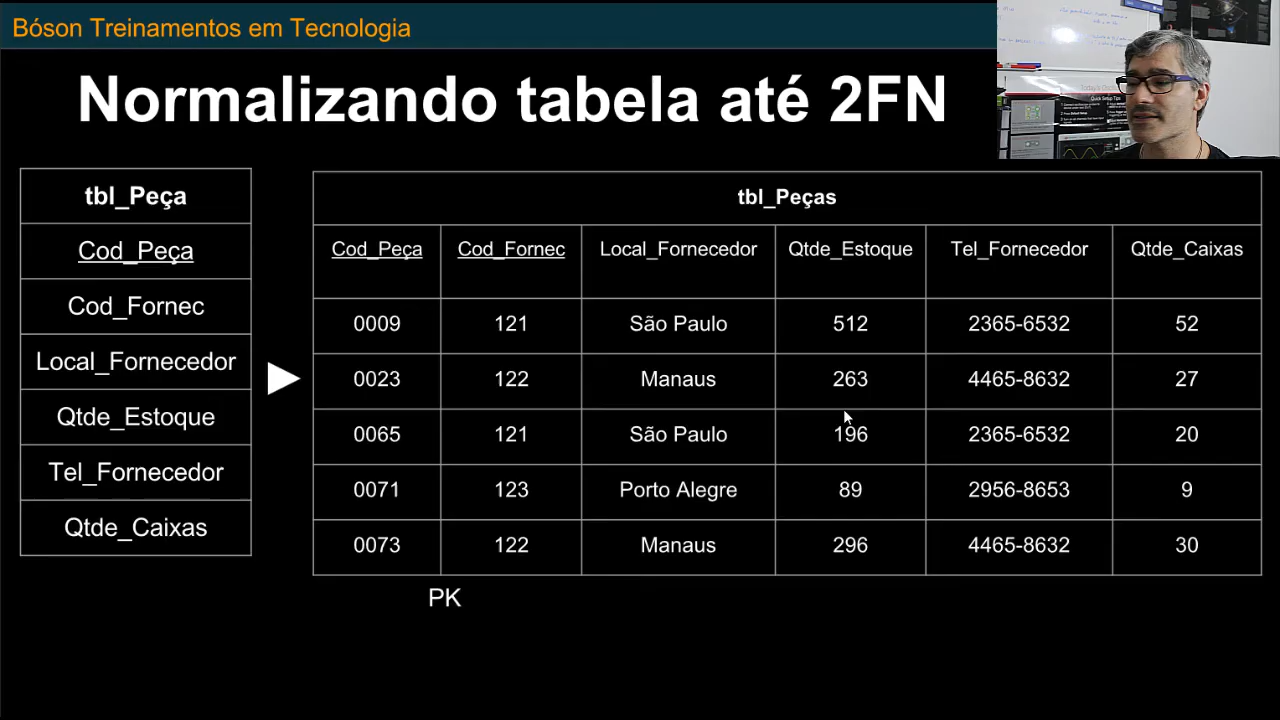 Bóson Treinamentos em Tecnologia
Normalizando tabela até 2FN
tbl_Peça
Cod_Peça
Cod_Fornec
Local_Fornecedor
Qtde_Estoque
Tel_Fornecedor
Qtde_Caixas
tbl_Peças
Cod_Peça Cod_Fornec Local_Fornecedor Qtde_Estoque Tel_Fornecedor Qtde_Caixas
0009 121 São Paulo 512 2365-6532 52
0023 122 Manaus 263 4465-8632 27
0065 121 São Paulo 196 2365-6532 20
0071 123 Porto Alegre 89 2956-8653 9
0073 122 Manaus 296 4465-8632 30
PK